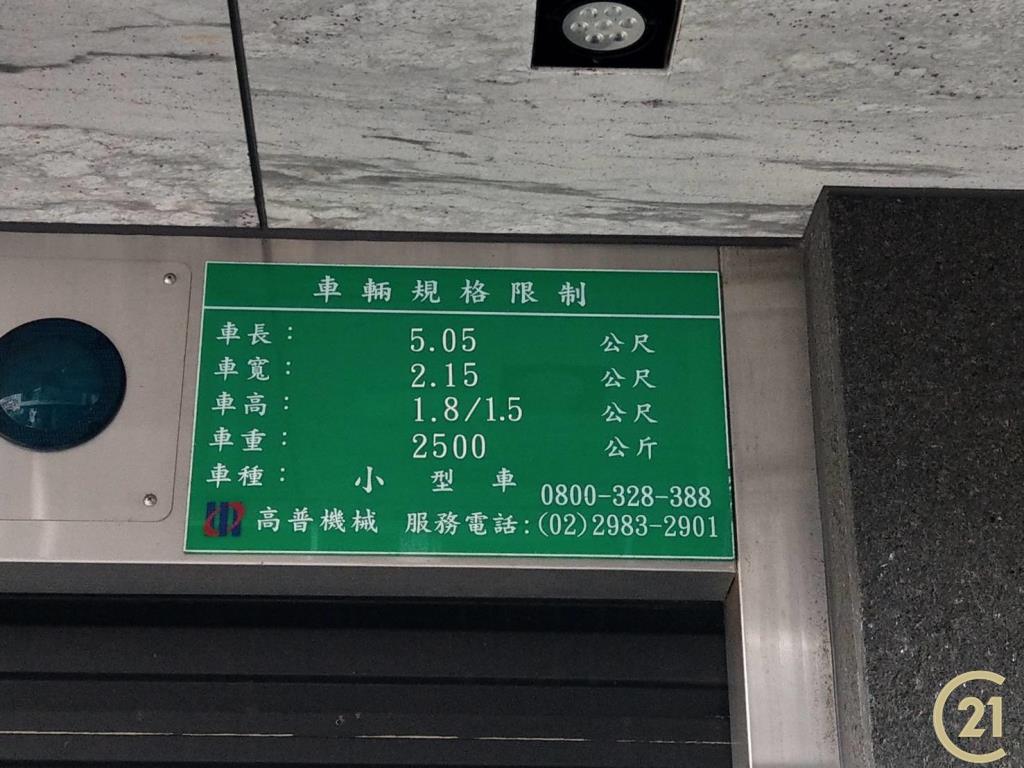 車輛規格限制
車長： 5.05 公尺
車寬： 2.15 公尺
車高： 1.8/1.5 公尺
車重： 2500 公斤
車種： 小型車
0800-328-388
高普機械 服務電話:(02)2983-2901
C21